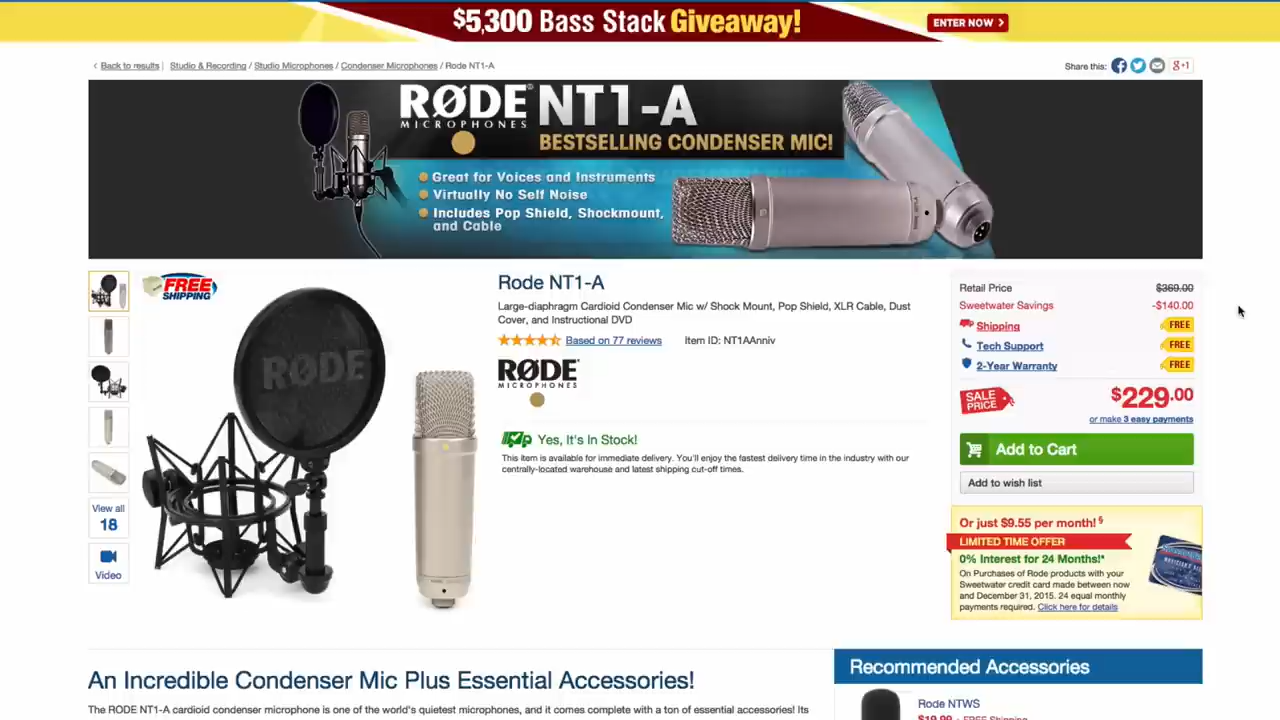 $5,300 Bass Stack Giveaway!
ENTER NOW >
‹ Back to results | Studio & Recording / Studio Microphones / Condenser Microphones / Rode NT1-A
Share this:
g+1
RØDE® NT1-A
MICROPHONES
BESTSELLING CONDENSER MIC!
Great for Voices and Instruments
Virtually No Self Noise
Includes Pop Shield, Shockmount,
and Cable
FREE
SHIPPING
RØDE
View all
18
Video
Rode NT1-A
Large-diaphragm Cardioid Condenser Mic w/ Shock Mount, Pop Shield, XLR Cable, Dust
Cover, and Instructional DVD
Based on 77 reviews
Item ID: NT1AAnniv
RØDE
MICROPHONES
Yes, It's In Stock!
This item is available for immediate delivery. You'll enjoy the fastest delivery time in the industry with our
centrally-located warehouse and latest shipping cut-off times.
Retail Price $369.00
Sweetwater Savings -$140.00
Shipping FREE
Tech Support FREE
2-Year Warranty FREE
SALE
PRICE
$229.00
or make 3 easy payments
Add to Cart
Add to wish list
Or just $9.55 per month! §
LIMITED TIME OFFER
0% Interest for 24 Months!*
On Purchases of Rode products with your
Sweetwater credit card made between now
and December 31, 2015. 24 equal monthly
payments required. Click here for details
An Incredible Condenser Mic Plus Essential Accessories!
The RODE NT1-A cardioid condenser microphone is one of the world's quietest microphones, and it comes complete with a ton of essential accessories! Its
Recommended Accessories
Rode NTWS
$19.99 + FREE Shipping